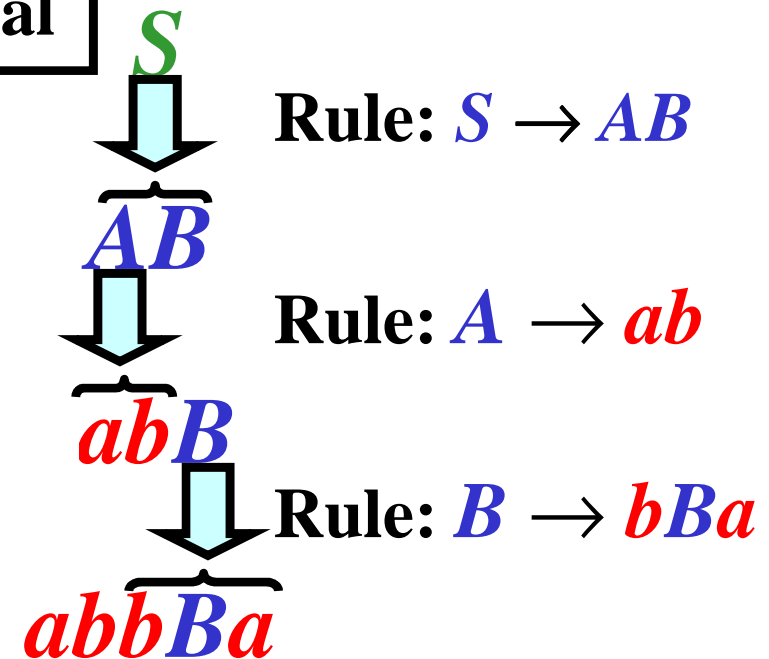 al
S
Rule: S → AB
AB
Rule: A → ab
abB
Rule: B → bBa
abbBa